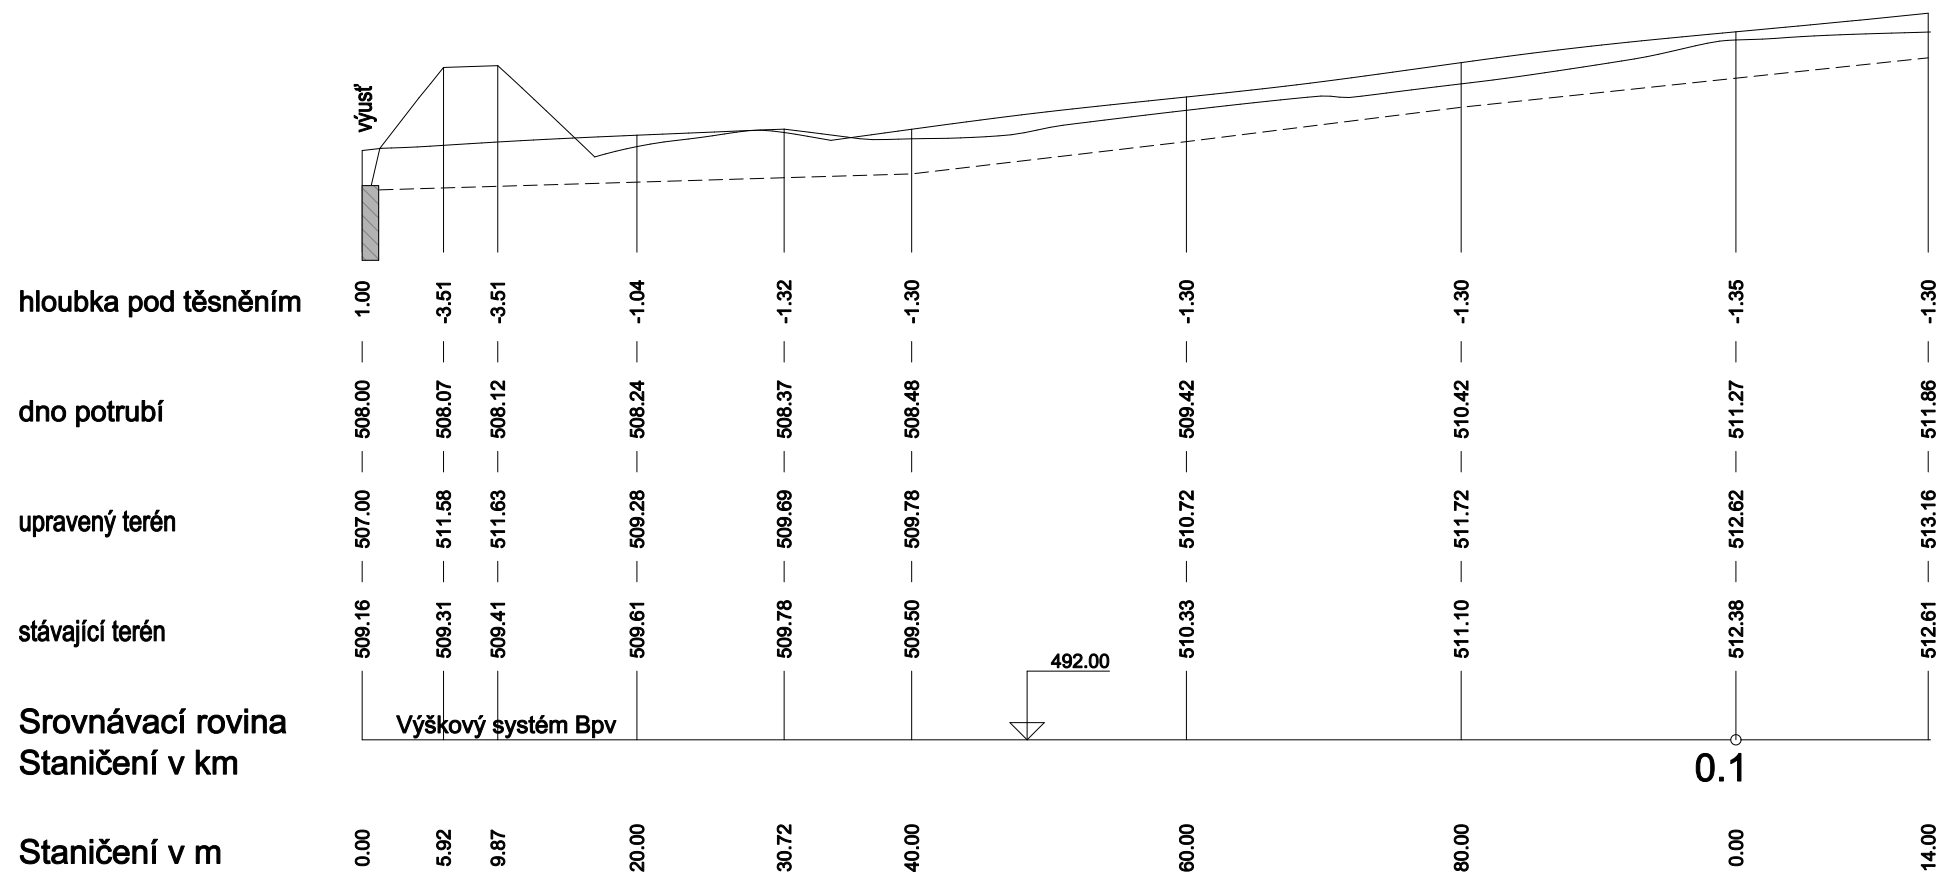 výusť
hloubka pod těsněním 1.00 -3.51 -3.51 -1.04 -1.32 -1.30 -1.30 -1.30 -1.35 -1.30
dno potrubí 508.00 508.07 508.12 508.24 508.37 508.48 509.42 510.42 511.27 511.86
upravený terén 507.00 511.58 511.63 509.28 509.69 509.78 510.72 511.72 512.62 513.16
stávající terén 509.16 509.31 509.41 509.61 509.78 509.50 510.33 511.10 512.38 512.61
492.00
Srovnávací rovina Výškový systém Bpv
Staničení v km 0.1
Staničení v m 0.00 5.92 9.87 20.00 30.72 40.00 60.00 80.00 0.00 14.00